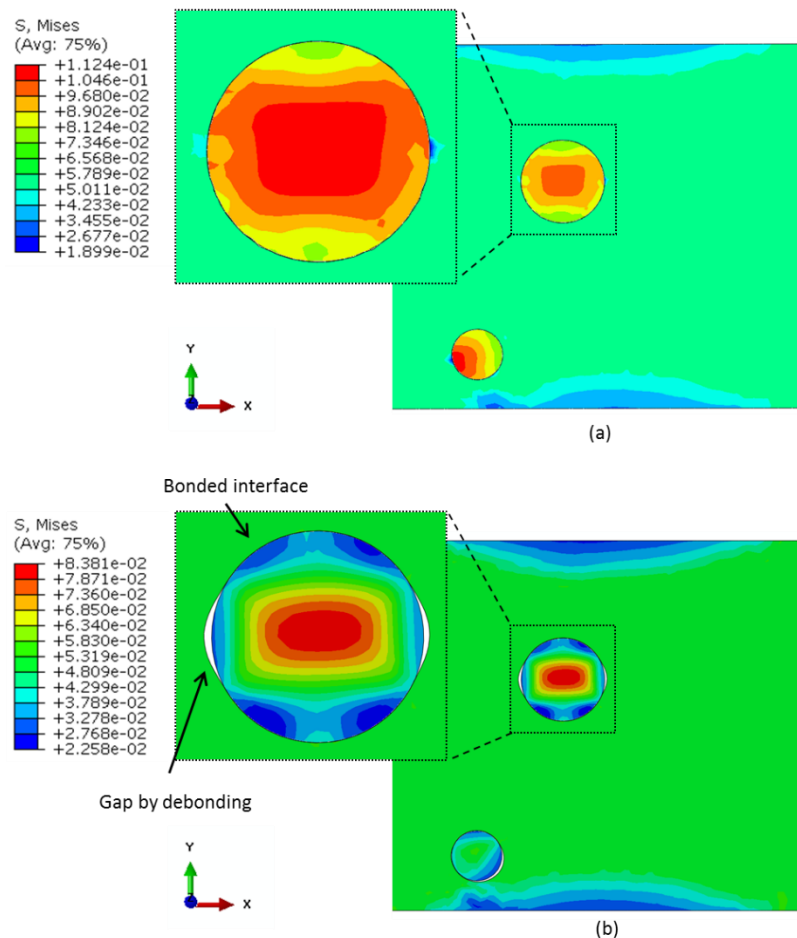 S, Mises
(Avg: 75%)
+1.124e-01
+1.046e-01
+9.680e-02
+8.902e-02
+8.124e-02
+7.346e-02
+6.568e-02
+5.789e-02
+5.011e-02
+4.233e-02
+3.455e-02
+2.677e-02
+1.899e-02
Y
X
(a)
Bonded interface
S, Mises
(Avg: 75%)
+8.381e-02
+7.871e-02
+7.360e-02
+6.850e-02
+6.340e-02
+5.830e-02
+5.319e-02
+4.809e-02
+4.299e-02
+3.789e-02
+3.278e-02
+2.768e-02
+2.258e-02
Gap by debonding
Y
X
(b)